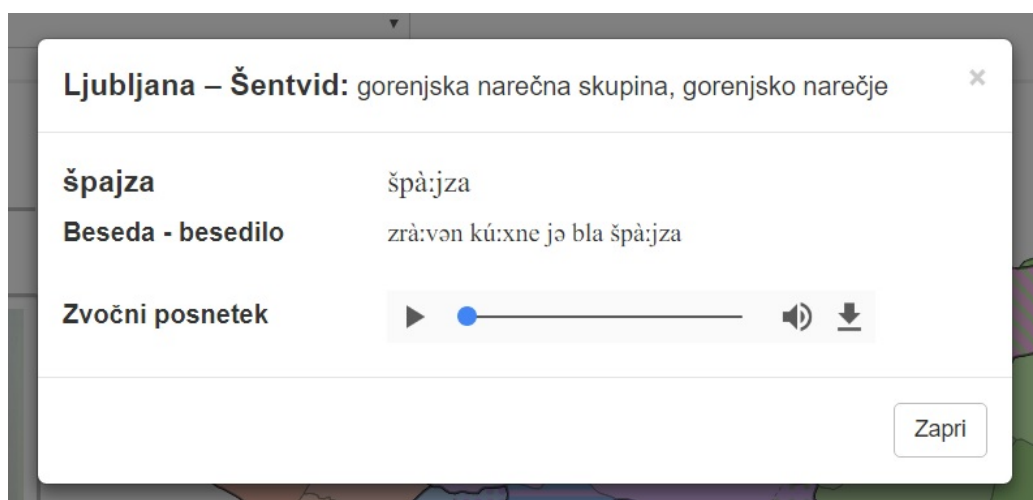 Ljubljana – Šentvid: gorenjska narečna skupina, gorenjsko narečje
špajza špà:jza
Beseda - besedilo zrà:vən kú:xne jə bla špà:jza
Zvočni posnetek
Zapri